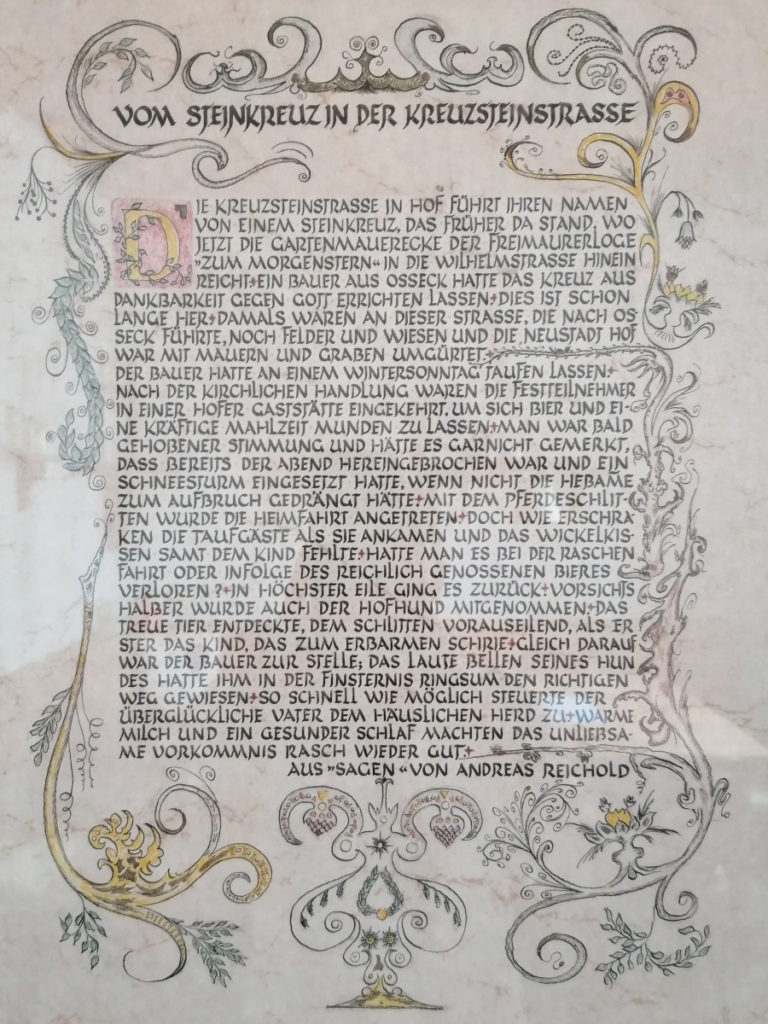 VOM STEINKREUZ IN DER KREUZSTEINSTRASSE
DIE KREUZSTEINSTRASSE IN HOF FÜHRT IHREN NAMEN
VON EINEM STEINKREUZ, DAS FRÜHER DA STAND, WO
JETZT DIE GARTENMAUERECKE DER FREIMAURERLOGE
"ZUM MORGENSTERN" IN DIE WILHELMSTRASSE HINEIN
REICHT+EIN BAUER AUS OSSECK HATTE DAS KREUZ AUS
DANKBARKEIT GEGEN GOTT ERRICHTEN LASSEN+DIES IST SCHON
LANGE HER+DAMALS WAREN AN DIESER STRASSE, DIE NACH OS-
SECK FÜHRTE, NOCH FELDER UND WIESEN UND DIE NEUSTADT HOF
WAR MIT MAUERN UND GRABEN UMGÜRTET+
DER BAUER HATTE AN EINEM WINTERSONNTAG TAUFEN LASSEN+
NACH DER KIRCHLICHEN HANDLUNG WAREN DIE FESTTEILNEHMER
IN EINER HOFER GASTSTÄTTE EINGEKEHRT, UM SICH BIER UND EI-
NE KRÄFTIGE MAHLZEIT MUNDEN ZU LASSEN+MAN WAR BALD
GEHOBENER STIMMUNG UND HÄTTE ES GARNICHT GEMERKT,
DASS BEREITS DER ABEND HEREINGEBROCHEN WAR UND EIN
SCHNEESTURM EINGESETZT HATTE, WENN NICHT DIE HEBAME
ZUM AUFBRUCH GEDRÄNGT HÄTTE+MIT DEM PFERDESCHLIT-
TEN WURDE DIE HEIMFAHRT ANGETRETEN+DOCH WIE ERSCHRA-
KEN DIE TAUFGÄSTE ALS SIE ANKAMEN UND DAS WICKELKIS-
SEN SAMT DEM KIND FEHLTE+HATTE MAN ES BEI DER RASCHEN
FAHRT ODER INFOLGE DES REICHLICH GENOSSENEN BIERES
VERLOREN?+IN HÖCHSTER EILE GING ES ZURÜCK+VORSICHTS
HALBER WURDE AUCH DER HOFHUND MITGENOMMEN+DAS
TREUE TIER ENTDECKTE, DEM SCHLITTEN VORAUSEILEND, ALS ER
STER DAS KIND, DAS ZUM ERBARMEN SCHRIE+GLEICH DARAUF
WAR DER BAUER ZUR STELLE; DAS LAUTE BELLEN SEINES HUN
DES HATTE IHM IN DER FINSTERNIS RINGSUM DEN RICHTIGEN
WEG GEWIESEN+SO SCHNELL WIE MÖGLICH STEUERTE DER
ÜBERGLÜCKLICHE VATER DEM HÄUSLICHEN HERD ZU+WARME
MILCH UND EIN GESUNDER SCHLAF MACHTEN DAS UNLIEBSA-
ME VORKOMMNIS RASCH WIEDER GUT+
AUS "SAGEN" VON ANDREAS REICHOLD